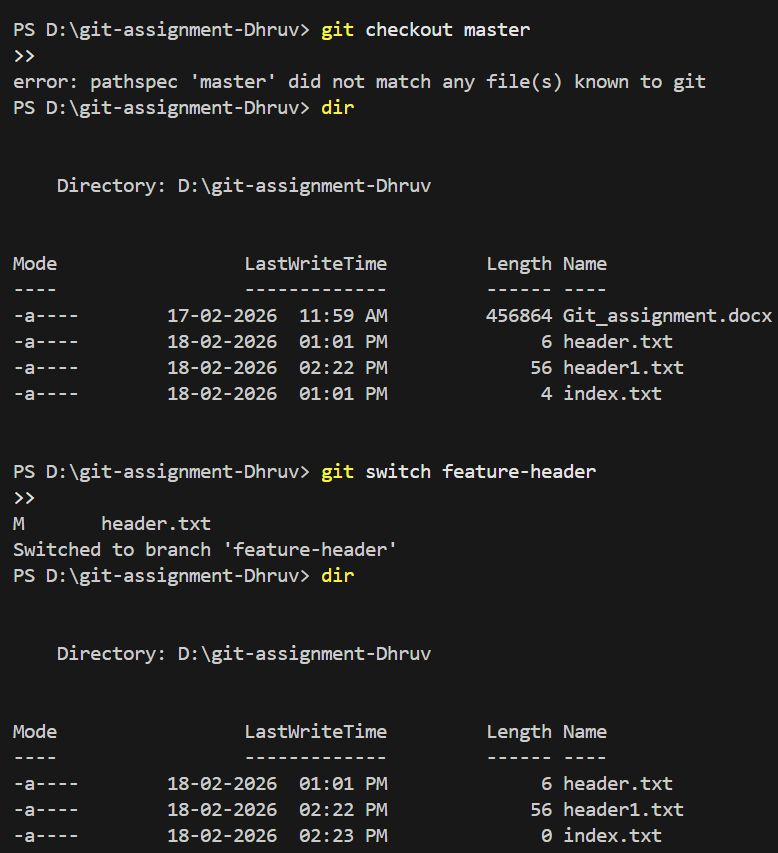 PS D:\git-assignment-Dhruv> git checkout master
>>
error: pathspec 'master' did not match any file(s) known to git
PS D:\git-assignment-Dhruv> dir
Directory: D:\git-assignment-Dhruv
Mode LastWriteTime Length Name
---- ------------- ------ ----
-a---- 17-02-2026 11:59 AM 456864 Git_assignment.docx
-a---- 18-02-2026 01:01 PM 6 header.txt
-a---- 18-02-2026 02:22 PM 56 header1.txt
-a---- 18-02-2026 01:01 PM 4 index.txt
PS D:\git-assignment-Dhruv> git switch feature-header
>>
M header.txt
Switched to branch 'feature-header'
PS D:\git-assignment-Dhruv> dir
Directory: D:\git-assignment-Dhruv
Mode LastWriteTime Length Name
---- ------------- ------ ----
-a---- 18-02-2026 01:01 PM 6 header.txt
-a---- 18-02-2026 02:22 PM 56 header1.txt
-a---- 18-02-2026 02:23 PM 0 index.txt